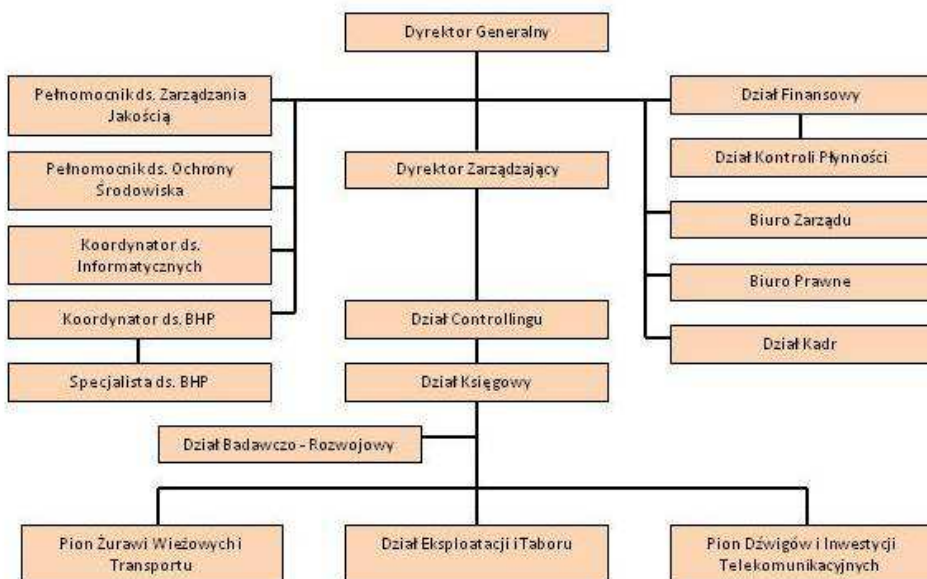 Dyrektor Generalny
Pełnomocnik ds. Zarządzania
Jakością
Dział Finansowy
Pełnomocnik ds. Ochrony
Środowiska
Dyrektor Zarządzający
Dział Kontroli Płynności
Koordynator ds.
Informatycznych
Biuro Zarządu
Biuro Prawne
Koordynator ds. BHP
Dział Controllingu
Dział Kadr
Specjalista ds. BHP
Dział Księgowy
Dział Badawczo - Rozwojowy
Pion Żurawi Wieżowych i
Transportu
Dział Eksploatacji i Taboru
Pion Dźwigów i Inwestycji
Telekomunikacyjnych